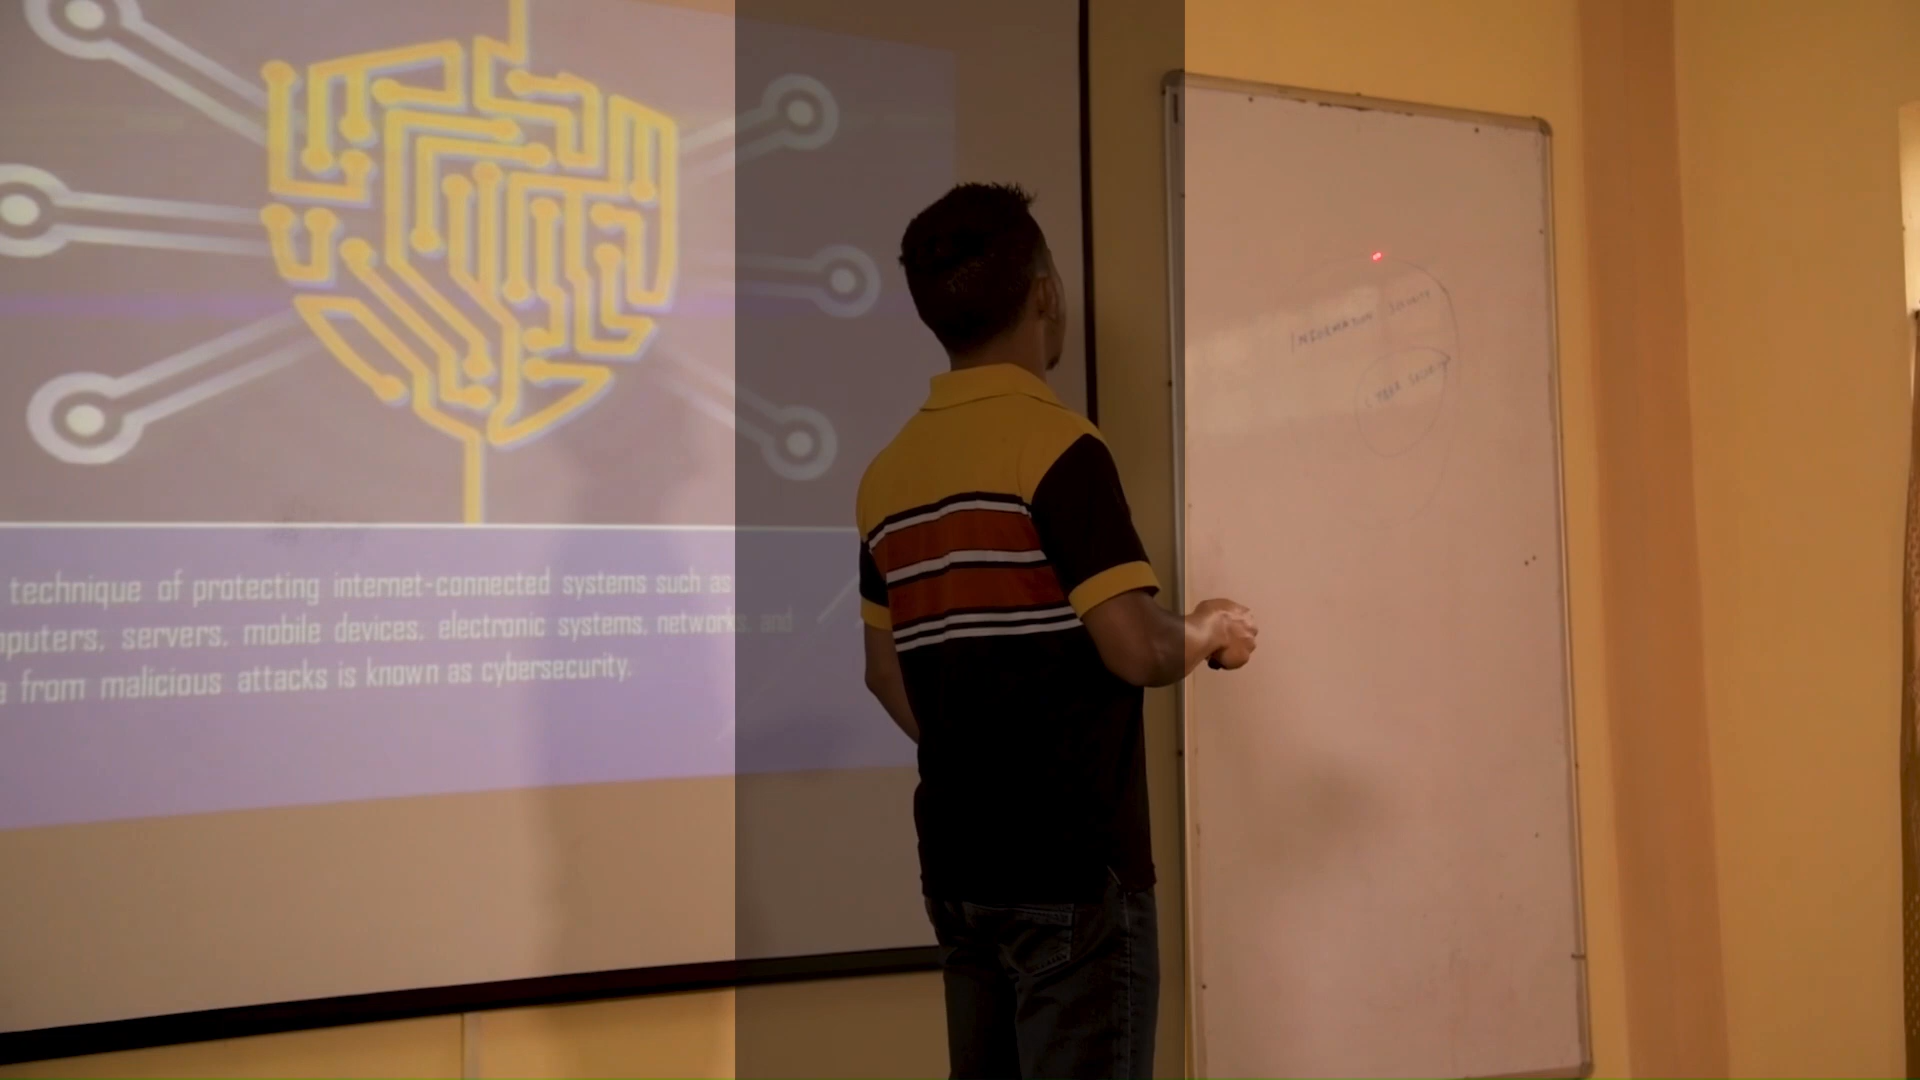 technique of protecting internet-connected systems such as
mputers, servers, mobile devices, electronic systems, networks, and
a from malicious attacks is known as cybersecurity.
INFORMATION SECURITY
CYBER SECURITY